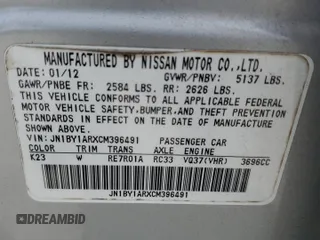 MANUFACTURED BY NISSAN MOTOR CO.,LTD.
DATE: 01/12 GVWR/PNBV: 5137 LBS.
GAWR/PNBE FR: 2584 LBS. RR: 2626 LBS.
THIS VEHICLE CONFORMS TO ALL APPLICABLE FEDERAL
MOTOR VEHICLE SAFETY,BUMPER,AND THEFT PREVENTION
STANDARDS IN EFFECT ON THE DATE OF MANUFACTURE
SHOWN ABOVE.
VIN: JN1BY1ARXCM396491 PASSENGER CAR
COLOR TRIM TRANS AXLE ENGINE
K23 W RE7R01A RC33 VQ37(VHR) 3696CC
JN1BY1ARXCM396491
REDROMBID